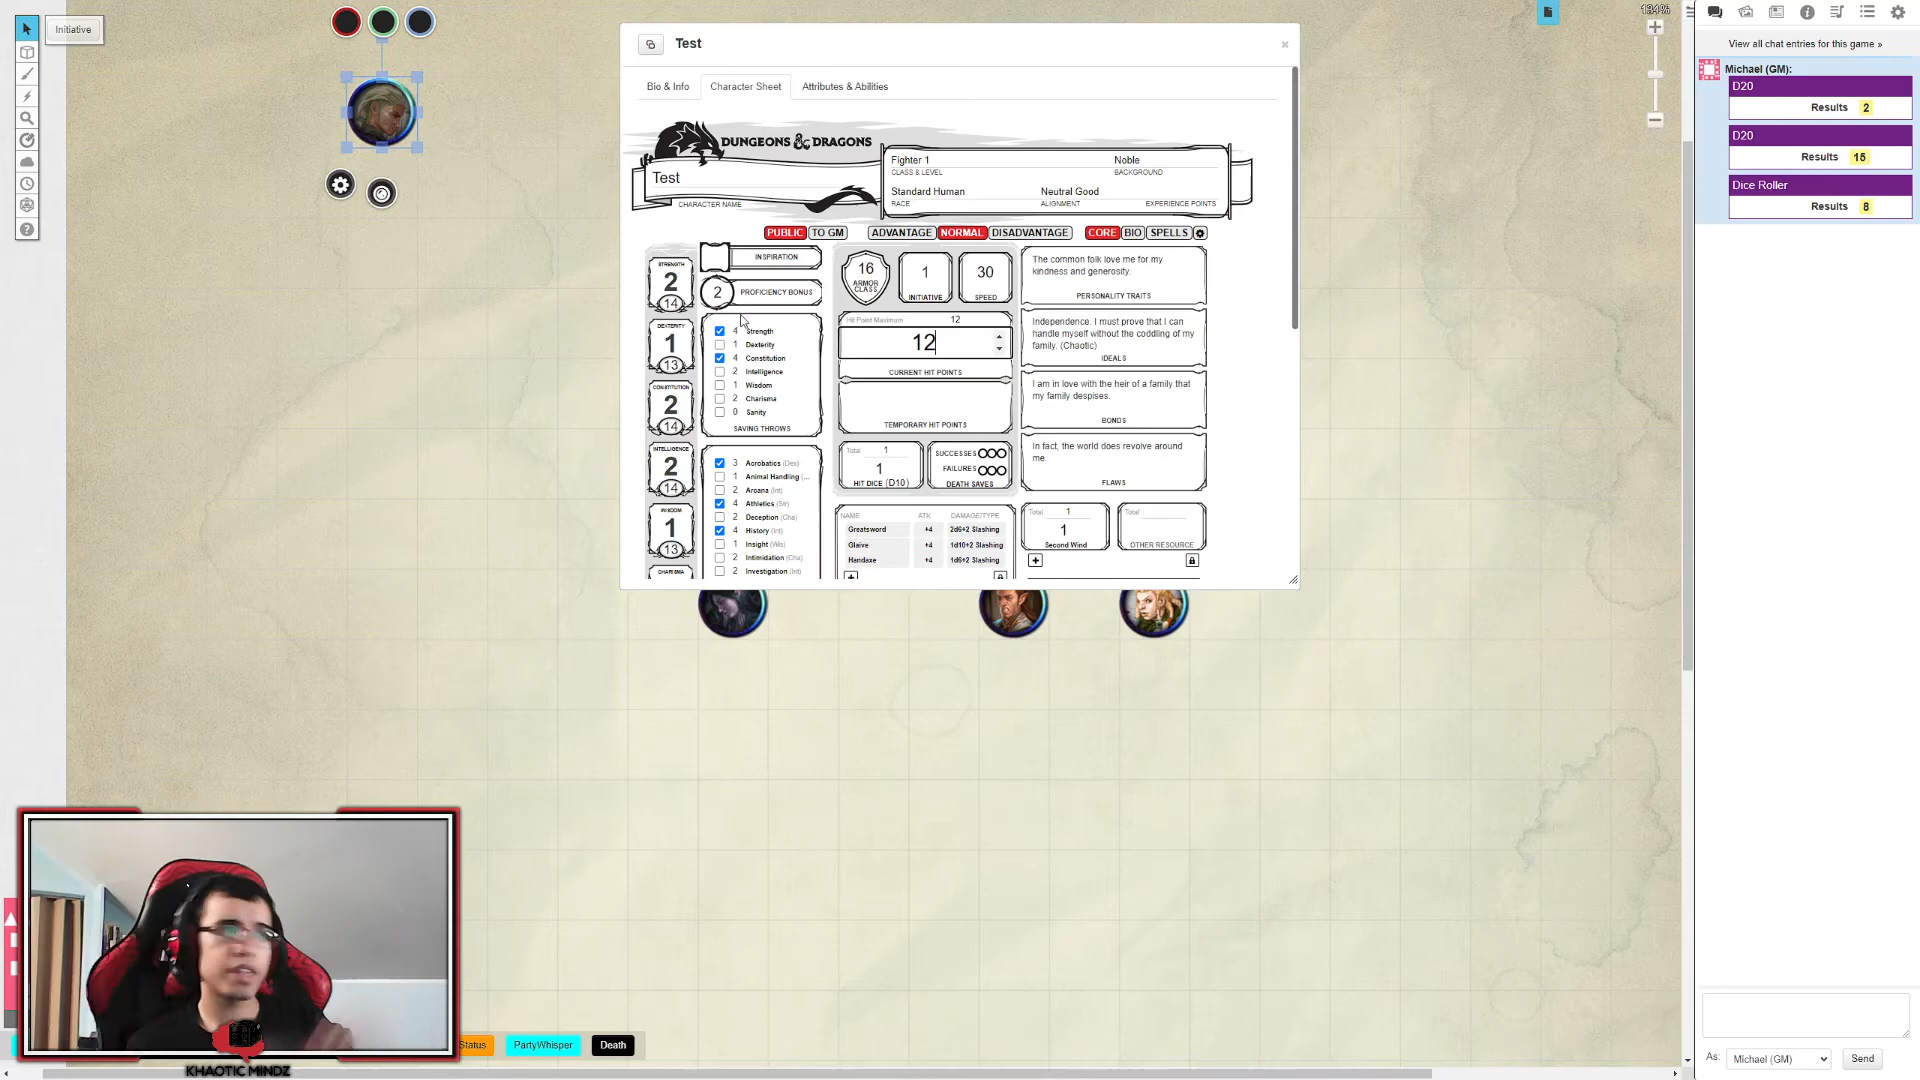 Initiative
Test
Bio & Info
Character Sheet
Attributes & Abilities
DUNGEONS & DRAGONS
Test
CHARACTER NAME
Fighter 1
Noble
CLASS & LEVEL
BACKGROUND
Standard Human
Neutral Good
RACE
ALIGNMENT
EXPERIENCE POINTS
PUBLIC
TO GM
ADVANTAGE
NORMAL
DISADVANTAGE
CORE
BIO
SPELLS
STRENGTH
2
14
DEXTERITY
1
13
CONSTITUTION
2
14
INTELLIGENCE
2
14
WISDOM
1
13
CHARISMA
INSPIRATION
2 PROFICIENCY BONUS
4 Strength
1 Dexterity
4 Constitution
2 Intelligence
1 Wisdom
2 Charisma
0 Sanity
SAVING THROWS
3 Acrobatics (Dex)
1 Animal Handling (...
2 Arcana (Int)
4 Athletics (Str)
2 Deception (Cha)
4 History (Int)
1 Insight (Wis)
2 Intimidation (Cha)
2 Investigation (Int)
16
ARMOR
CLASS
1
INITIATIVE
30
SPEED
Hit Point Maximum 12
12
CURRENT HIT POINTS
TEMPORARY HIT POINTS
Total 1
1
HIT DICE (D10)
SUCCESSES
FAILURES
DEATH SAVES
NAME ATK DAMAGE/TYPE
Greatsword +4 2d6+2 Slashing
Glaive +4 1d10+2 Slashing
Handaxe +4 1d6+2 Slashing
The common folk love me for my
kindness and generosity.
PERSONALITY TRAITS
Independence. I must prove that I can
handle myself without the coddling of my
family. (Chaotic)
IDEALS
I am in love with the heir of a family that
my family despises.
BONDS
In fact, the world does revolve around
me.
FLAWS
Total 1
1
Second Wind
Total
OTHER RESOURCE
View all chat entries for this game »
Michael (GM):
D20
Results 2
D20
Results 15
Dice Roller
Results 8
As: Michael (GM)
Send
Status
PartyWhisper
Death
KHAOTIC MINDZ